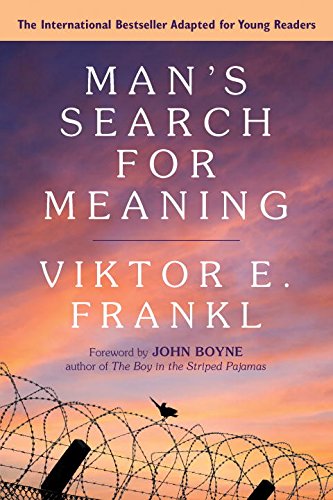 The International Bestseller Adapted for Young Readers
MAN'S
SEARCH
FOR
MEANING
VIKTOR E.
FRANKL
Foreword by JOHN BOYNE
author of The Boy in the Striped Pajamas